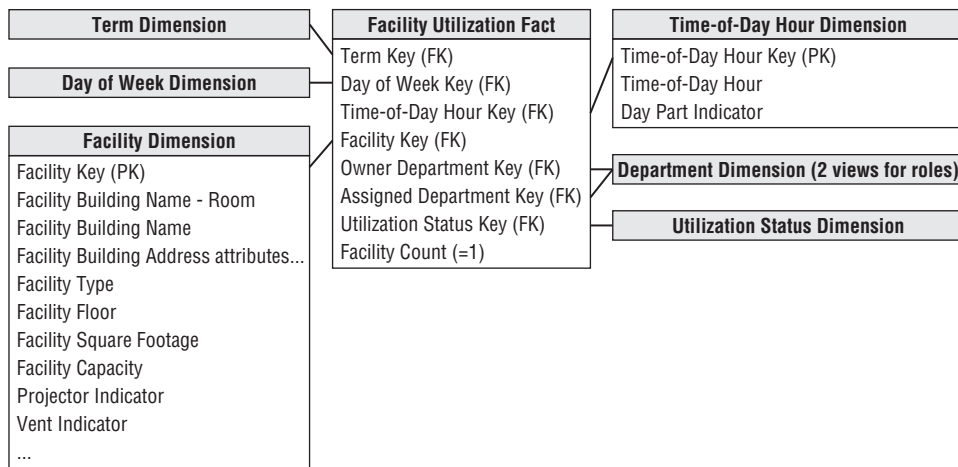 Term Dimension
Day of Week Dimension
Facility Dimension
Facility Key (PK)
Facility Building Name - Room
Facility Building Name
Facility Building Address attributes...
Facility Type
Facility Floor
Facility Square Footage
Facility Capacity
Projector Indicator
Vent Indicator
...
Facility Utilization Fact
Term Key (FK)
Day of Week Key (FK)
Time-of-Day Hour Key (FK)
Facility Key (FK)
Owner Department Key (FK)
Assigned Department Key (FK)
Utilization Status Key (FK)
Facility Count (=1)
Time-of-Day Hour Dimension
Time-of-Day Hour Key (PK)
Time-of-Day Hour
Day Part Indicator
Department Dimension (2 views for roles)
Utilization Status Dimension